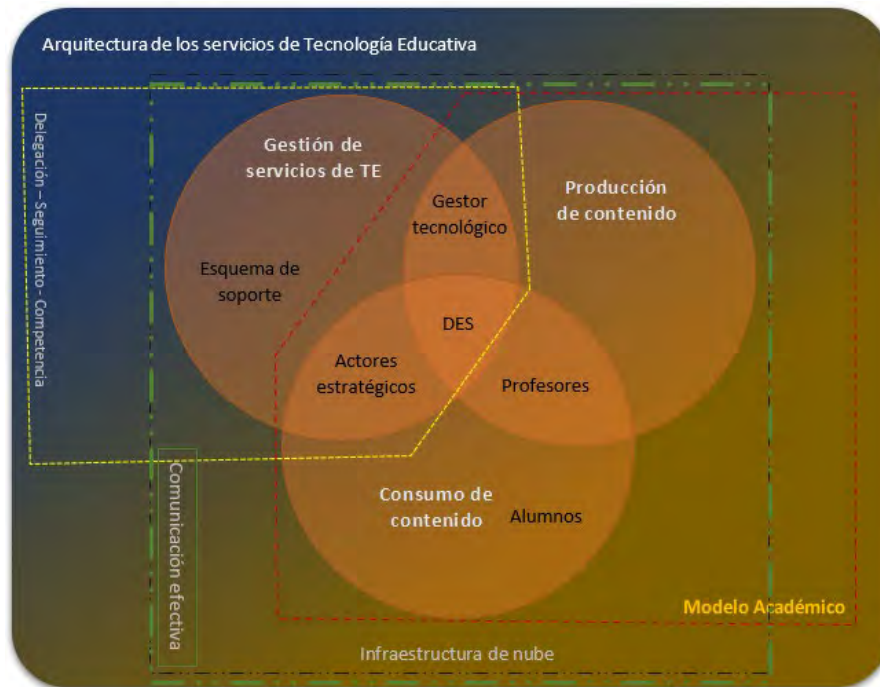 Arquitectura de los servicios de Tecnología Educativa
Delegación – Seguimiento - Competencia
Gestión de
servicios de TE
Producción
de contenido
Gestor
tecnológico
Esquema de
soporte
DES
Actores
estratégicos
Profesores
Consumo de
contenido
Alumnos
Comunicación efectiva
Modelo Académico
Infraestructura de nube